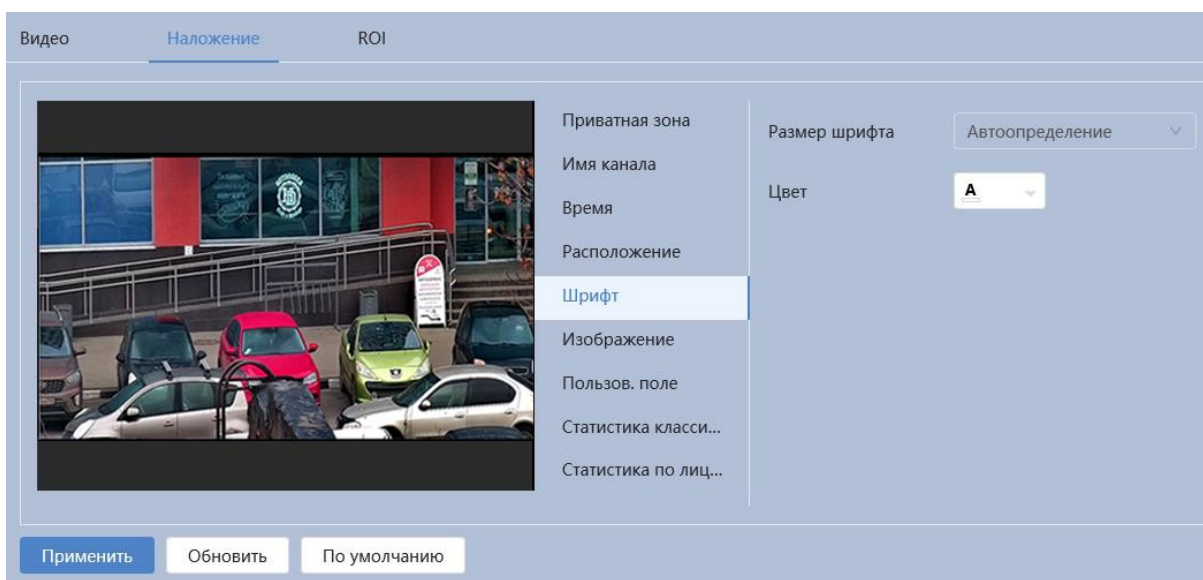 Видео
Наложение
ROI
Приватная зона
Имя канала
Время
Расположение
Шрифт
Изображение
Пользов. поле
Статистика класси...
Статистика по лиц...
Размер шрифта
Автоопределение
Цвет
A
Применить
Обновить
По умолчанию